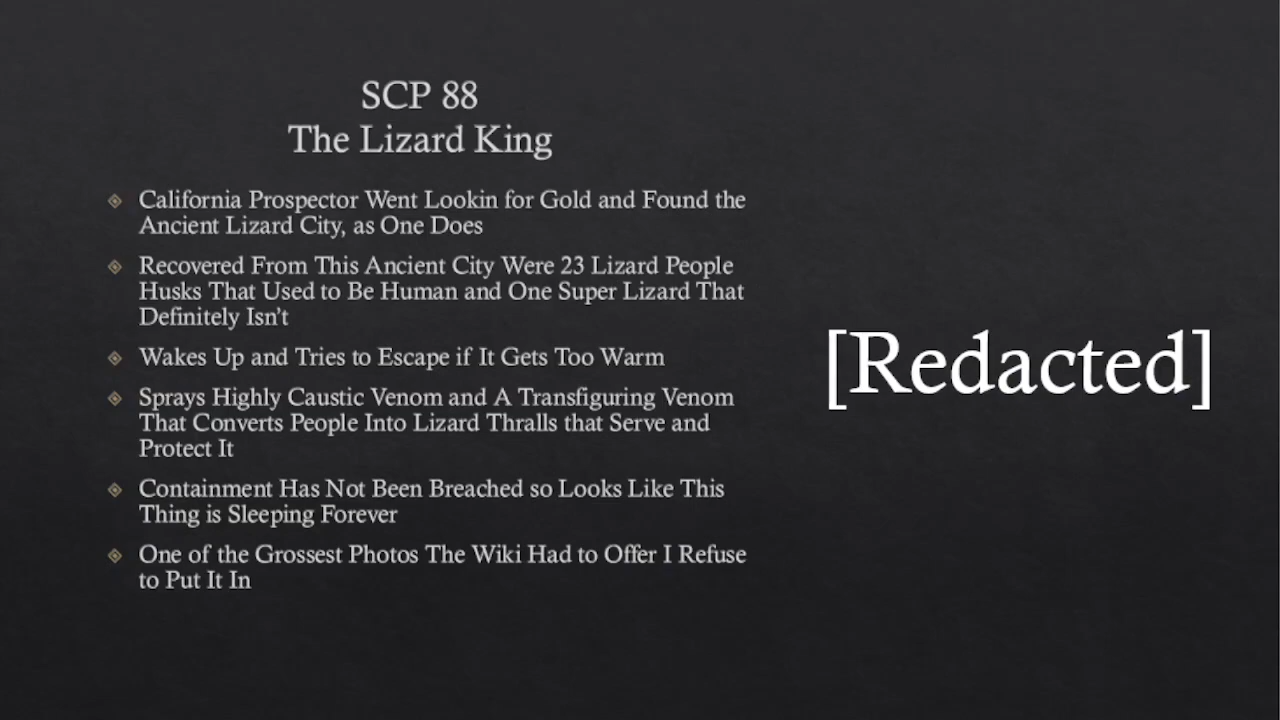 SCP 88
The Lizard King
California Prospector Went Lookin for Gold and Found the
Ancient Lizard City, as One Does
Recovered From This Ancient City Were 23 Lizard People
Husks That Used to Be Human and One Super Lizard That
Definitely Isn't
Wakes Up and Tries to Escape if It Gets Too Warm
Sprays Highly Caustic Venom and A Transfiguring Venom
That Converts People Into Lizard Thralls that Serve and
Protect It
Containment Has Not Been Breached so Looks Like This
Thing is Sleeping Forever
One of the Grossest Photos The Wiki Had to Offer I Refuse
to Put It In
[Redacted]